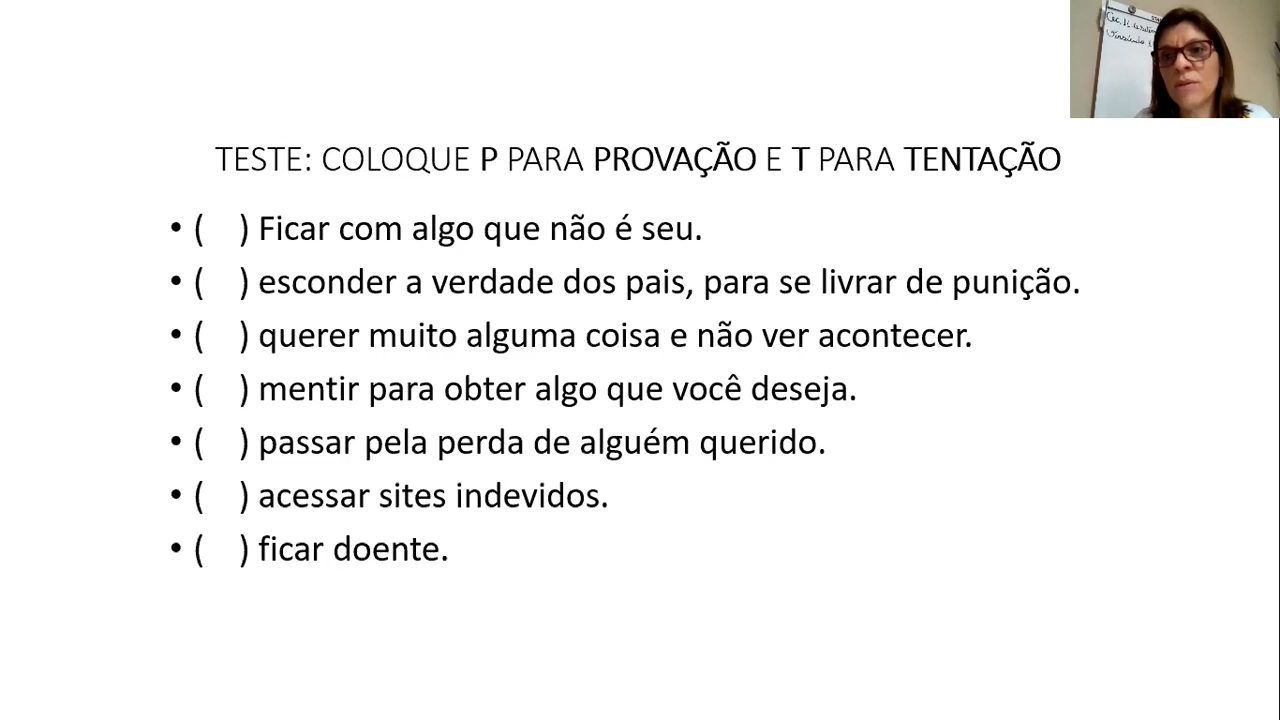 TESTE: COLOQUE P PARA PROVAÇÃO E T PARA TENTAÇÃO
• ( ) Ficar com algo que não é seu.
• ( ) esconder a verdade dos pais, para se livrar de punição.
• ( ) querer muito alguma coisa e não ver acontecer.
• ( ) mentir para obter algo que você deseja.
• ( ) passar pela perda de alguém querido.
• ( ) acessar sites indevidos.
• ( ) ficar doente.